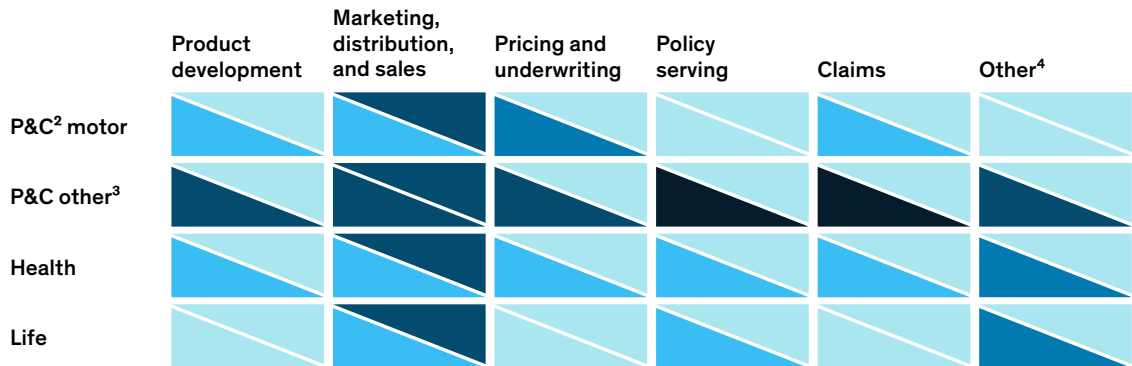 Product
development
Marketing,
distribution,
and sales
Pricing and
underwriting
Policy
serving
Claims
Other⁴
P&C² motor
P&C other³
Health
Life